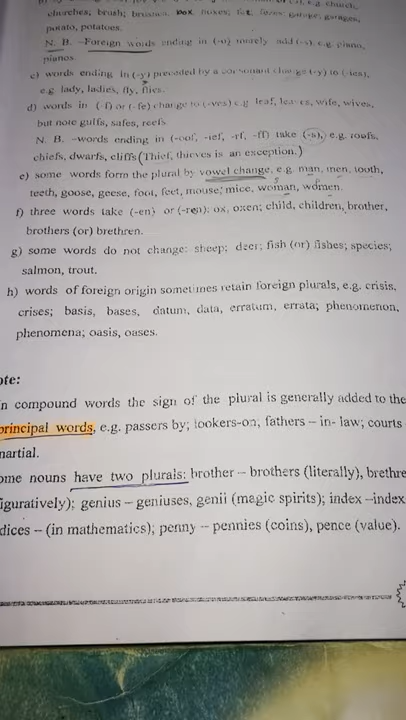 churches; brush; brushes, box boxes; garage, garages,
potato, potatoes.
N. B. -Foreign words ending in (-o) merely add (-s), e.g. piano,
pianos
c) words ending in (-y) preceded by a consonant change (-y) to (-ies),
e.g lady, ladies, fly, flies.
d) words in (-f) or (-fe) change to (-ves) e.g leaf, leaves, wife, wives,
but note gulfs, safes, reefs.
N. B. -words ending in (-oof, -ief, -rf, -ff) take (-s), e.g. roofs,
chiefs, dwarfs, cliffs (Thief, thieves is an exception.)
e) some words form the plural by vowel change, e.g. man, men, tooth,
teeth, goose, geese, foot, feet, mouse; mice, woman, women.
f) three words take (-en) or (-ren): ox, oxen; child, children, brother,
brothers (or) brethren.
g) some words do not change: sheep; deer; fish (or) fishes; species;
salmon, trout.
h) words of foreign origin sometimes retain foreign plurals, e.g. crisis,
crises; basis, bases, datum, data, erratum, errata; phenomenon,
phenomena; oasis, oases.
ote:
n compound words the sign of the plural is generally added to the
principal words, e.g. passers by; lookers-on; fathers – in- law; courts
martial.
ome nouns have two plurals: brother – brothers (literally), brethre
iguratively); genius – geniuses, genii (magic spirits); index –index
dices – (in mathematics); penny – pennies (coins), pence (value).